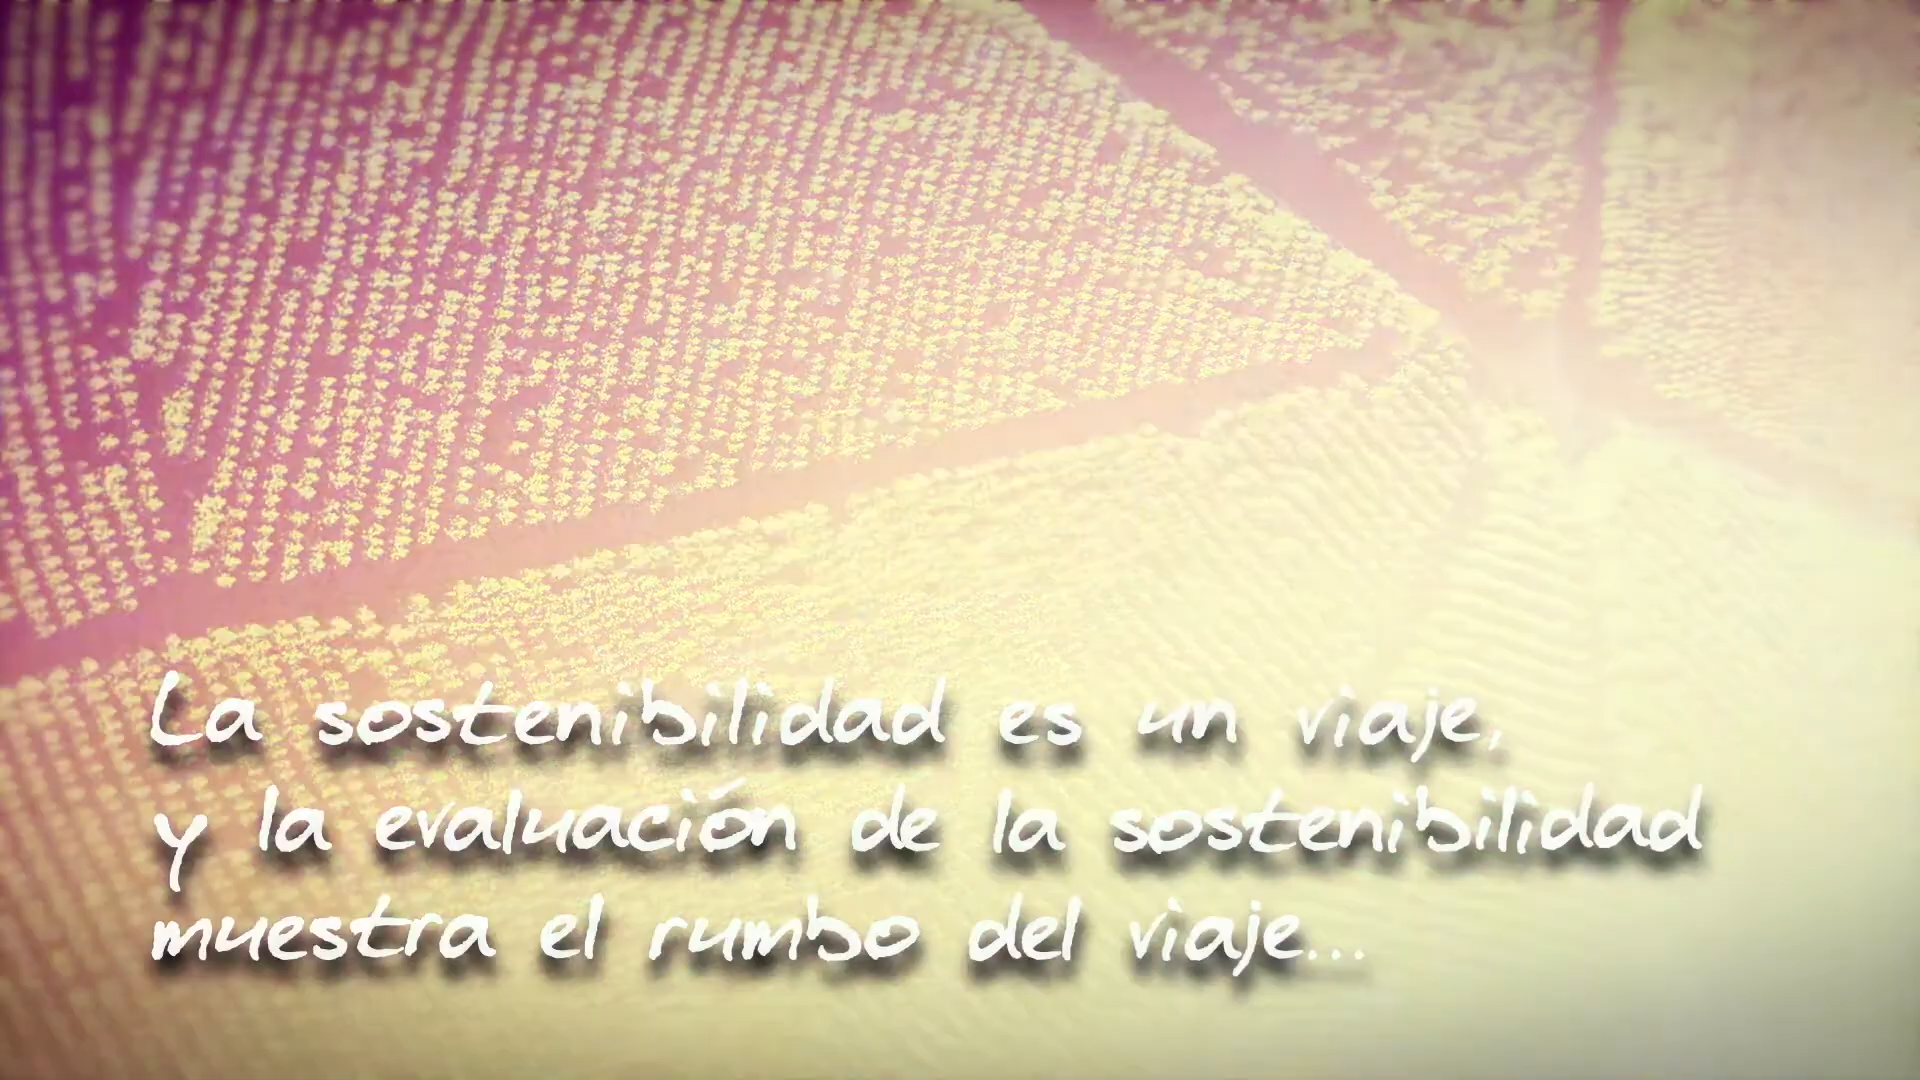 La sostenibilidad es un viaje,
y la evaluación de la sostenibilidad
muestra el rumbo del viaje...